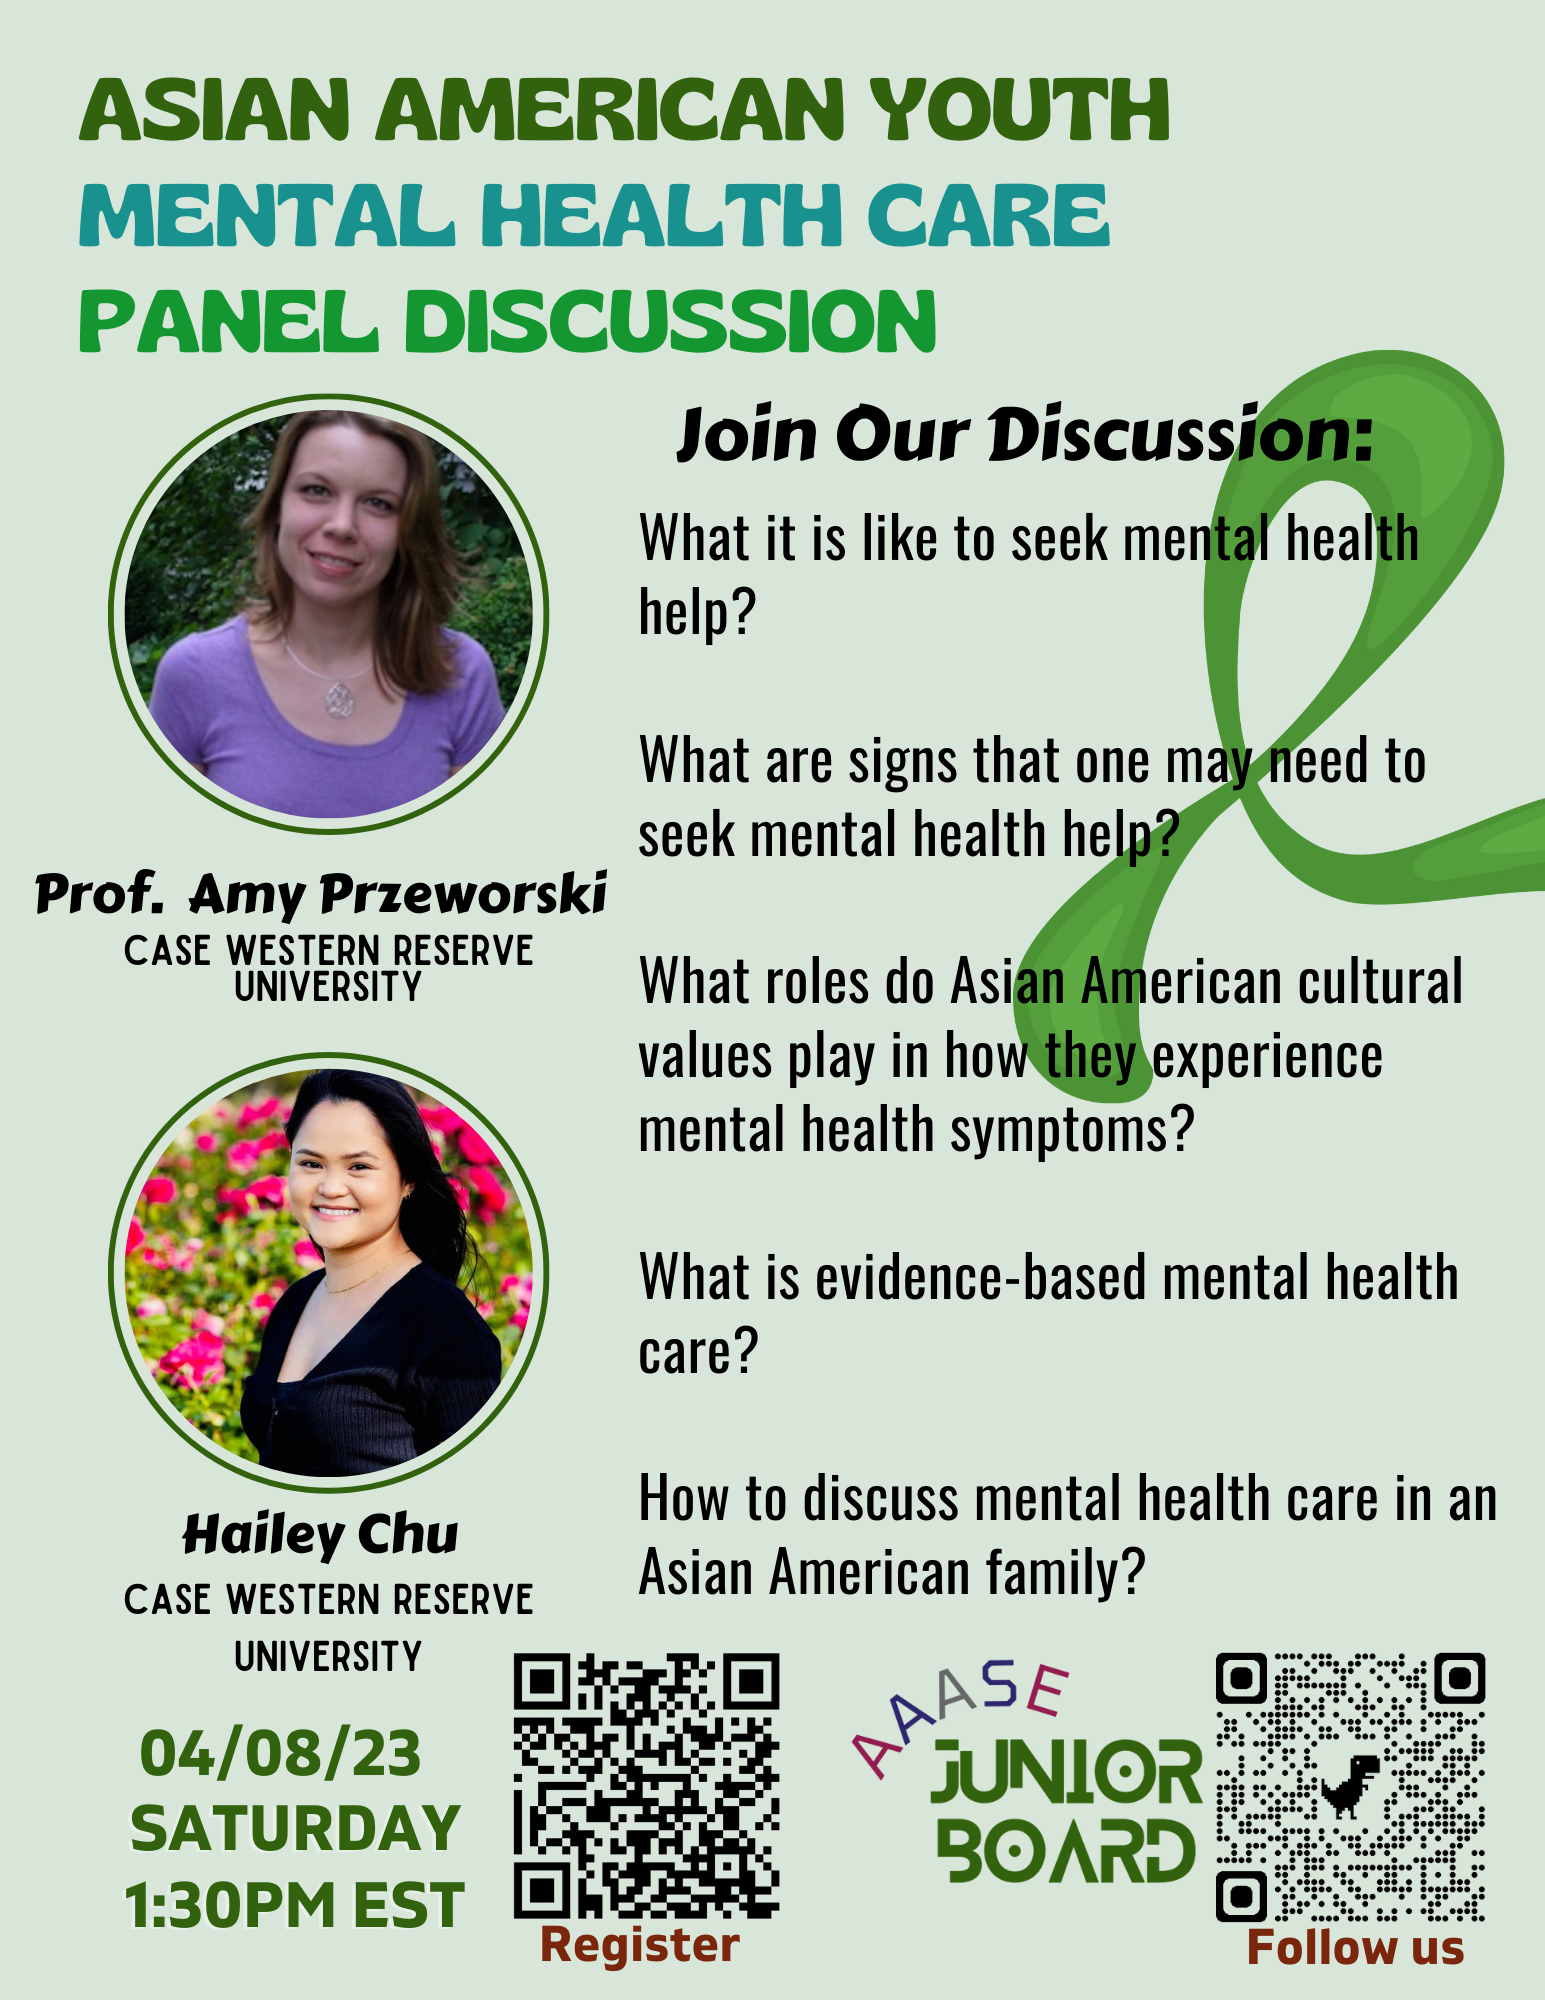 ASIAN AMERICAN YOUTH
MENTAL HEALTH CARE
PANEL DISCUSSION
Prof. Amy Przeworski
CASE WESTERN RESERVE
UNIVERSITY
Hailey Chu
CASE WESTERN RESERVE
UNIVERSITY
04/08/23
SATURDAY
1:30PM EST
Join Our Discussion:
What it is like to seek mental health
help?
What are signs that one may need to
seek mental health help?
What roles do Asian American cultural
values play in how they experience
mental health symptoms?
What is evidence-based mental health
care?
How to discuss mental health care in an
Asian American family?
Register
AAASE
JUNIOR
BOARD
Follow us